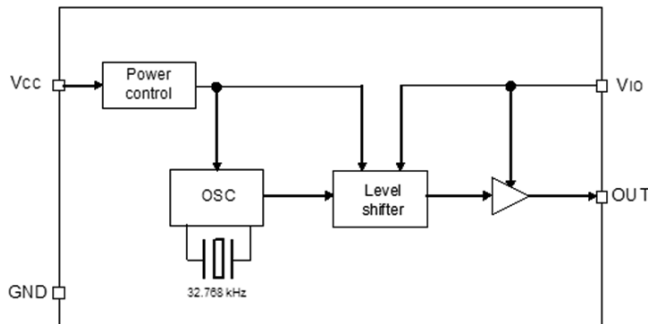 Vcc
Power
control
VIO
OSC
Level
shifter
OUT
GND
32.768 kHz